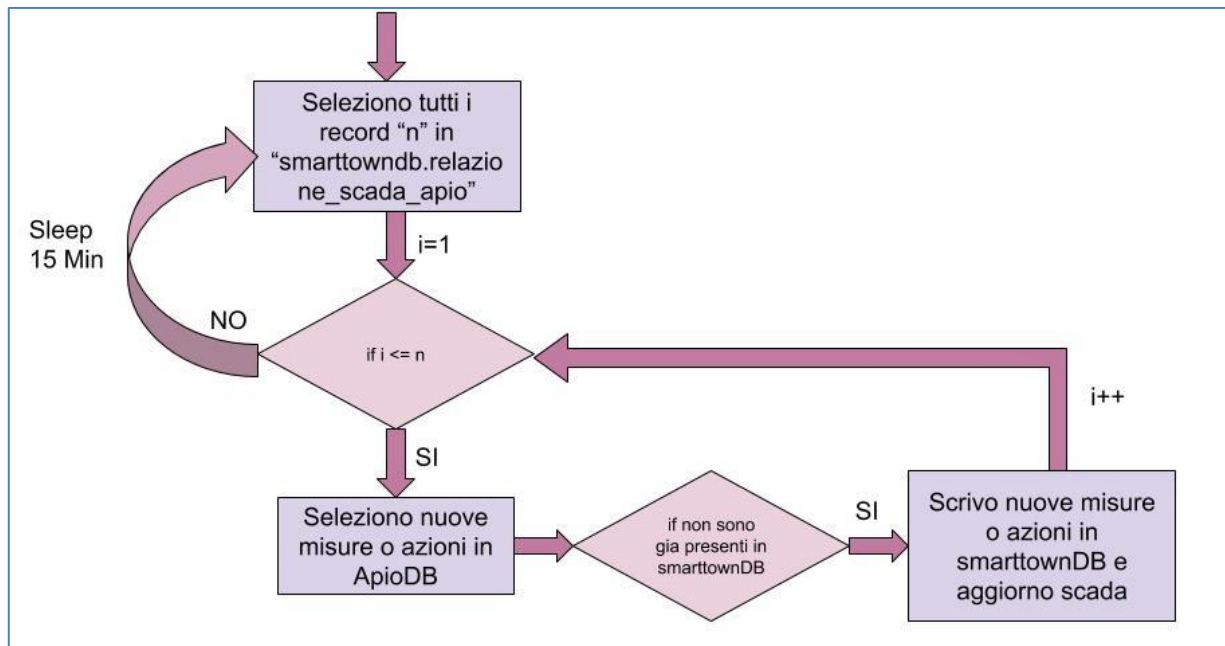 Seleziono tutti i
record “n” in
“smarttowndb.relazio
ne_scada_apio”
Sleep
15 Min
i=1
NO
if i <= n
i++
SI
Seleziono nuove
misure o azioni in
ApioDB
if non sono
gia presenti in
smarttownDB
SI
Scrivo nuove misure
o azioni in
smarttownDB e
aggiorno scada